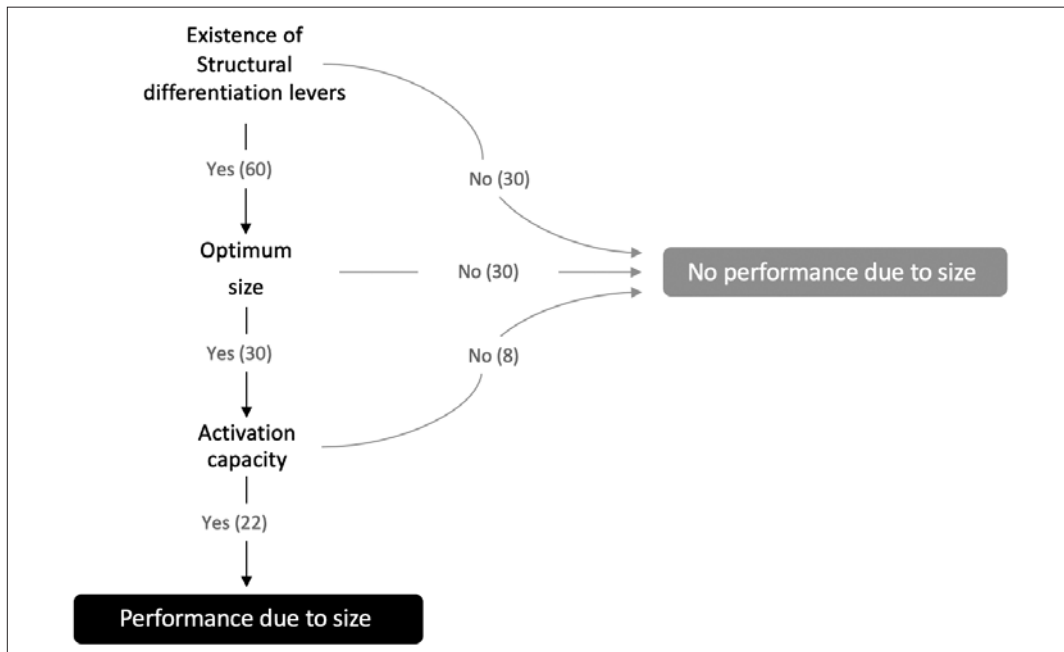 Existence of
Structural
differentiation levers
Yes (60)
No (30)
Optimum
size
No (30)
No performance due to size
Yes (30)
No (8)
Activation
capacity
Yes (22)
Performance due to size